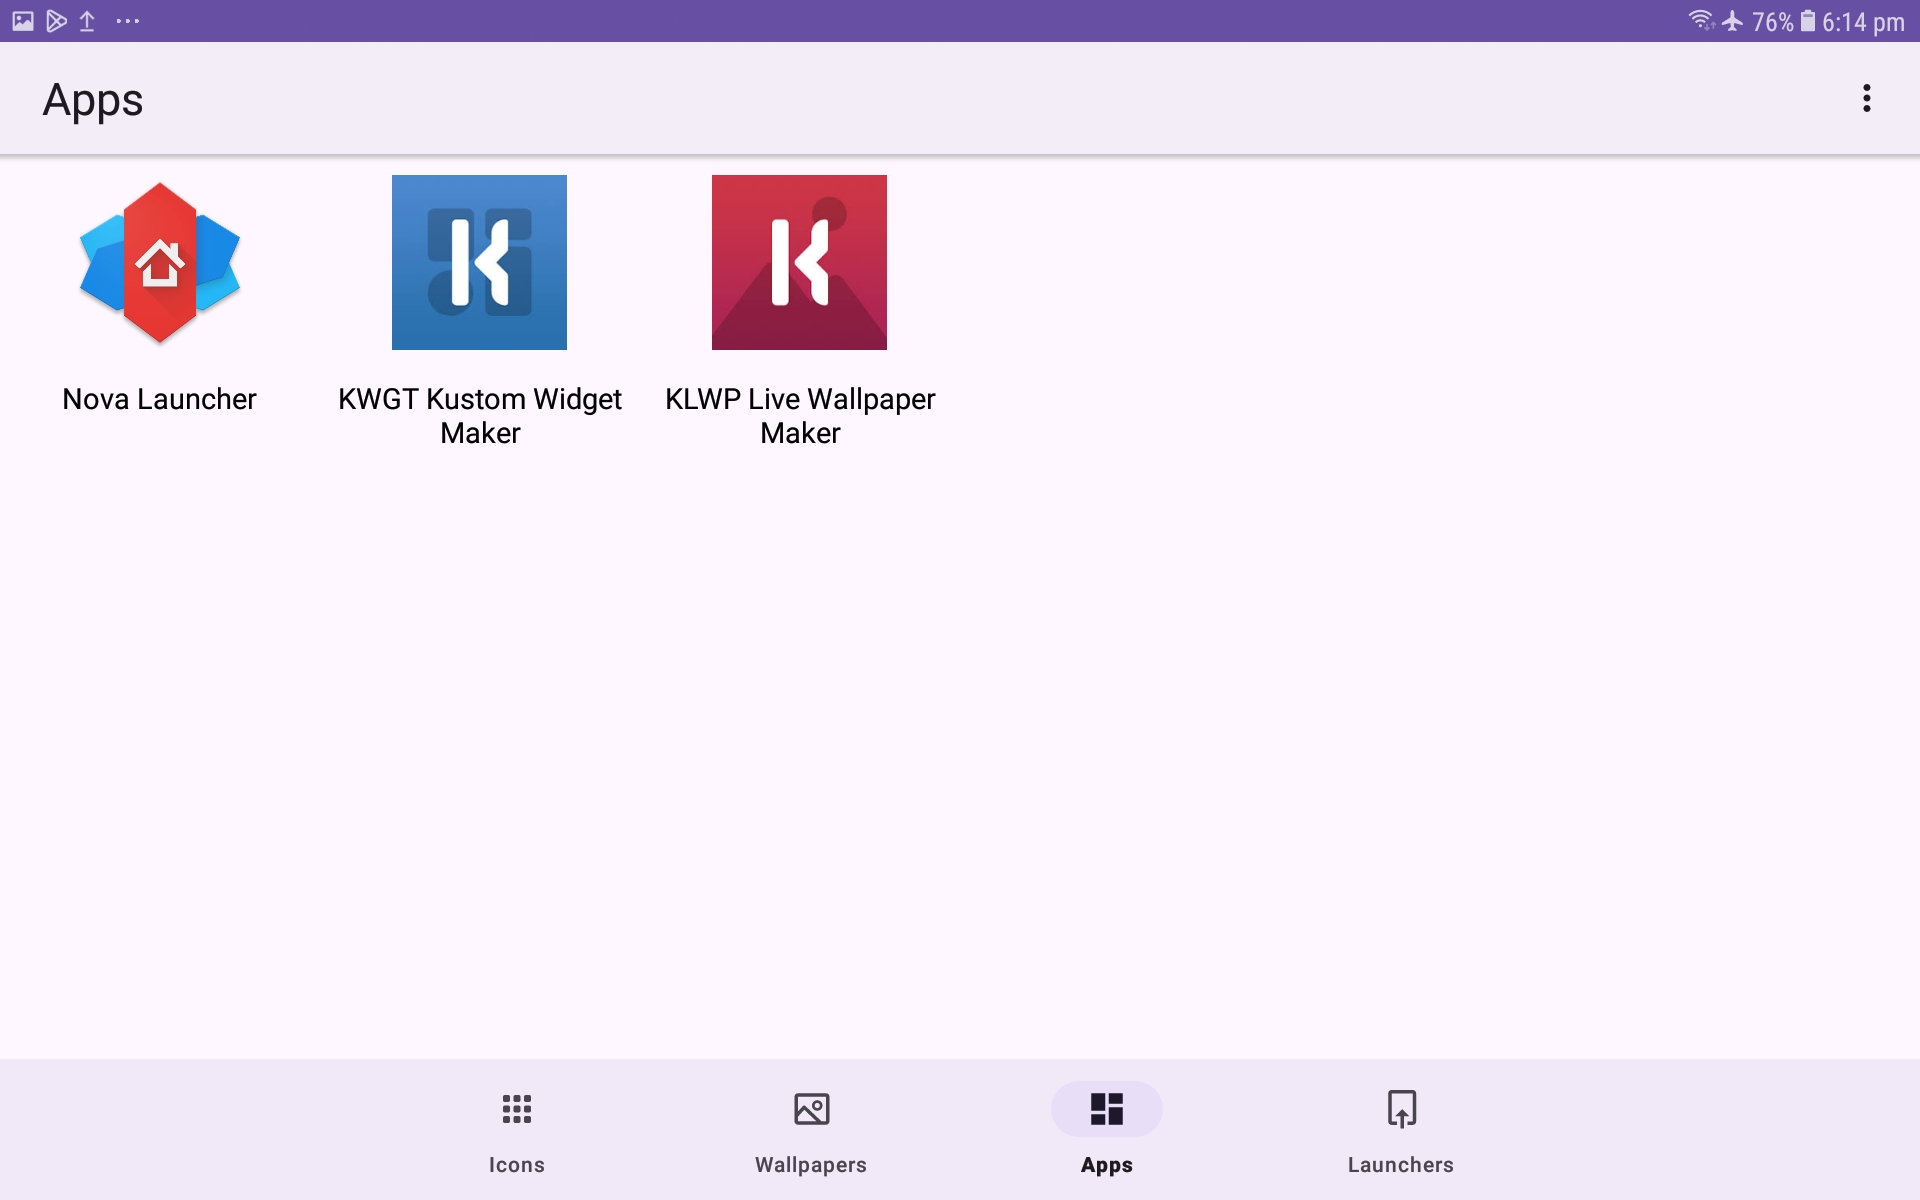 76% 6:14 pm
Apps
Nova Launcher
KWGT Kustom Widget
Maker
KLWP Live Wallpaper
Maker
Icons
Wallpapers
Apps
Launchers